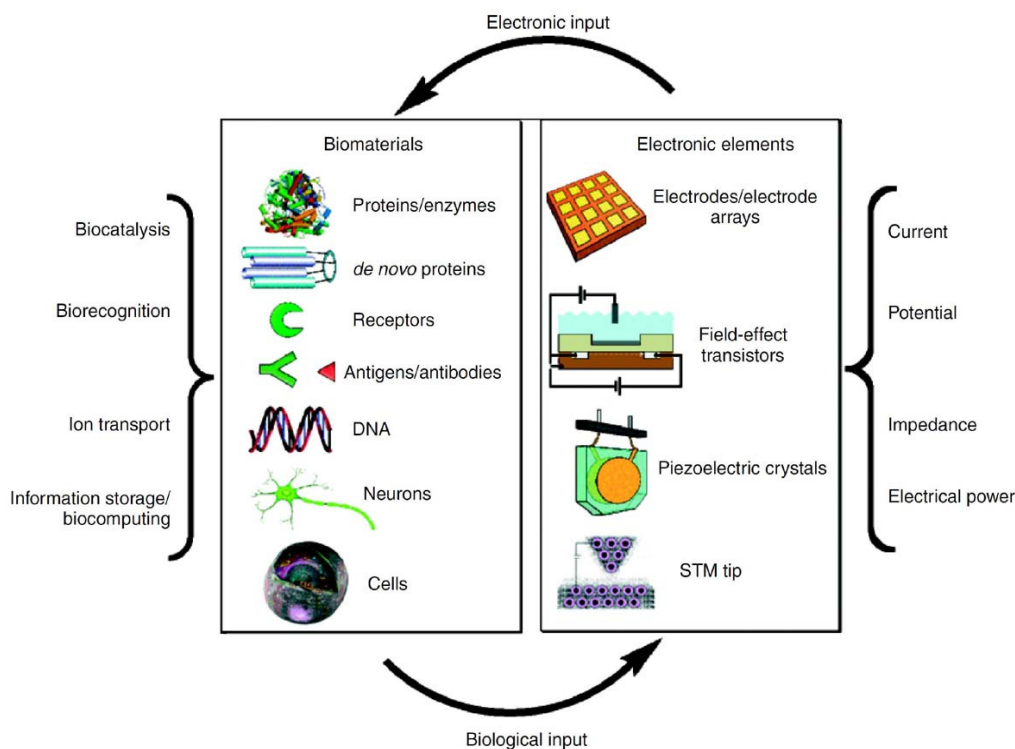 Electronic input
Biomaterials
Proteins/enzymes
de novo proteins
Receptors
Antigens/antibodies
DNA
Neurons
Cells
Electronic elements
Electrodes/electrode
arrays
Field-effect
transistors
Piezoelectric crystals
STM tip
Biocatalysis
Biorecognition
Ion transport
Information storage/
biocomputing
Current
Potential
Impedance
Electrical power
Biological input